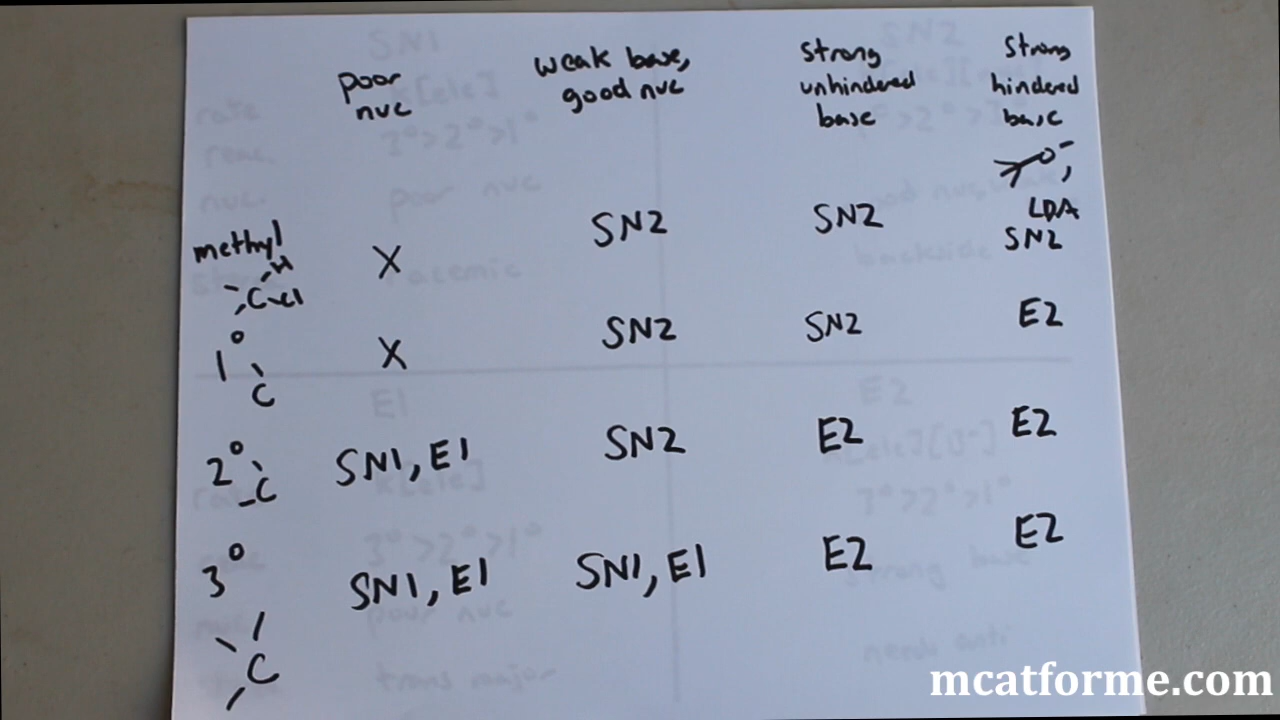 poor nuc
weak base, good nuc
strong unhindered base
strong hindered base
O⁻,
LDA
methyl X SN2 SN2 SN2
H
C Cl
1° X SN2 SN2 E2
C
2° SN1, E1 SN2 E2 E2
C
3° SN1, E1 SN1, E1 E2 E2
C
mcatforme.com